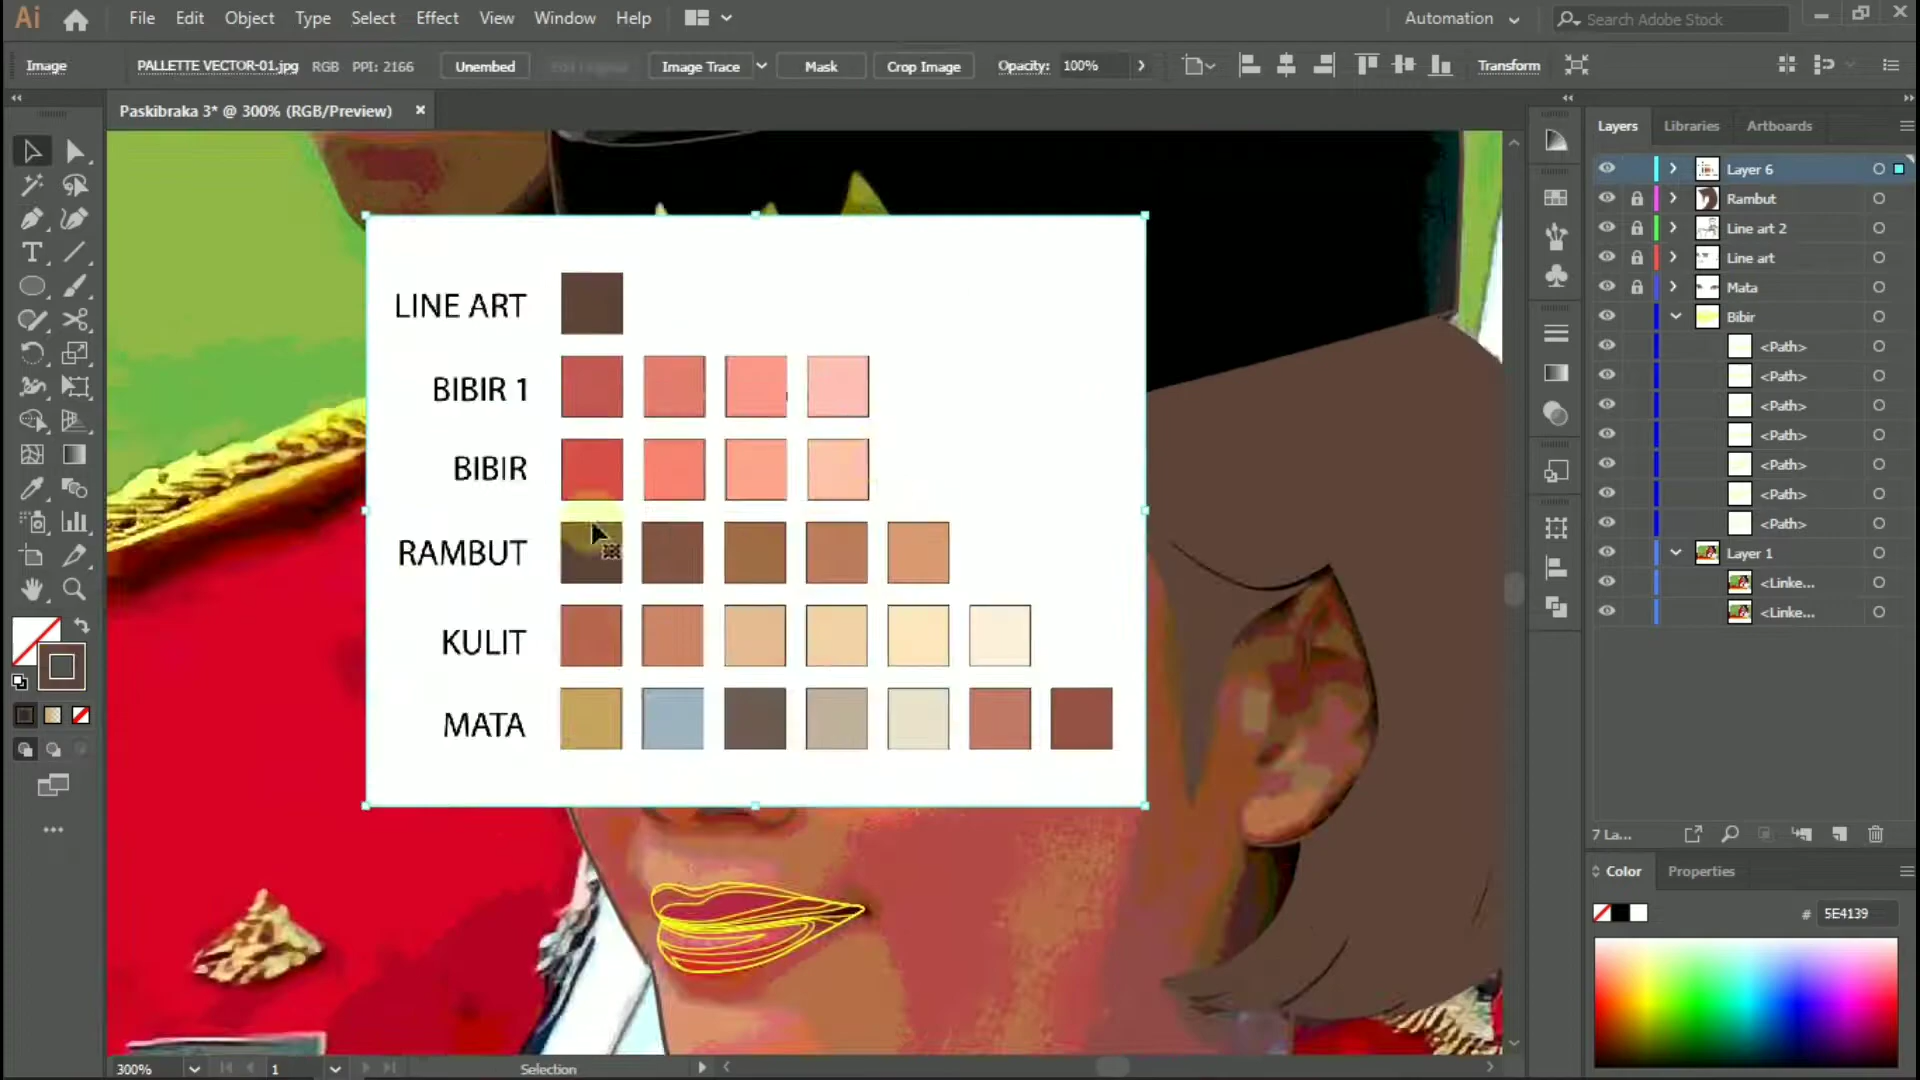 Ai File Edit Object Type Select Effect View Window Help Automation Search Adobe Stock
Image PALLETTE VECTOR-01.jpg RGB PPI: 2166 Unembed Edit Original Image Trace Mask Crop Image Opacity: 100% Transform
Paskibraka 3* @ 300% (RGB/Preview) ×
Layers Libraries Artboards
Layer 6
Rambut
Line art 2
Line art
Mata
Bibir
<Path>
<Path>
<Path>
<Path>
<Path>
<Path>
<Path>
Layer 1
<Linke...
<Linke...
7 La...
Color Properties
# 5E4139
LINE ART
BIBIR 1
BIBIR
RAMBUT
KULIT
MATA
300% 1 Selection